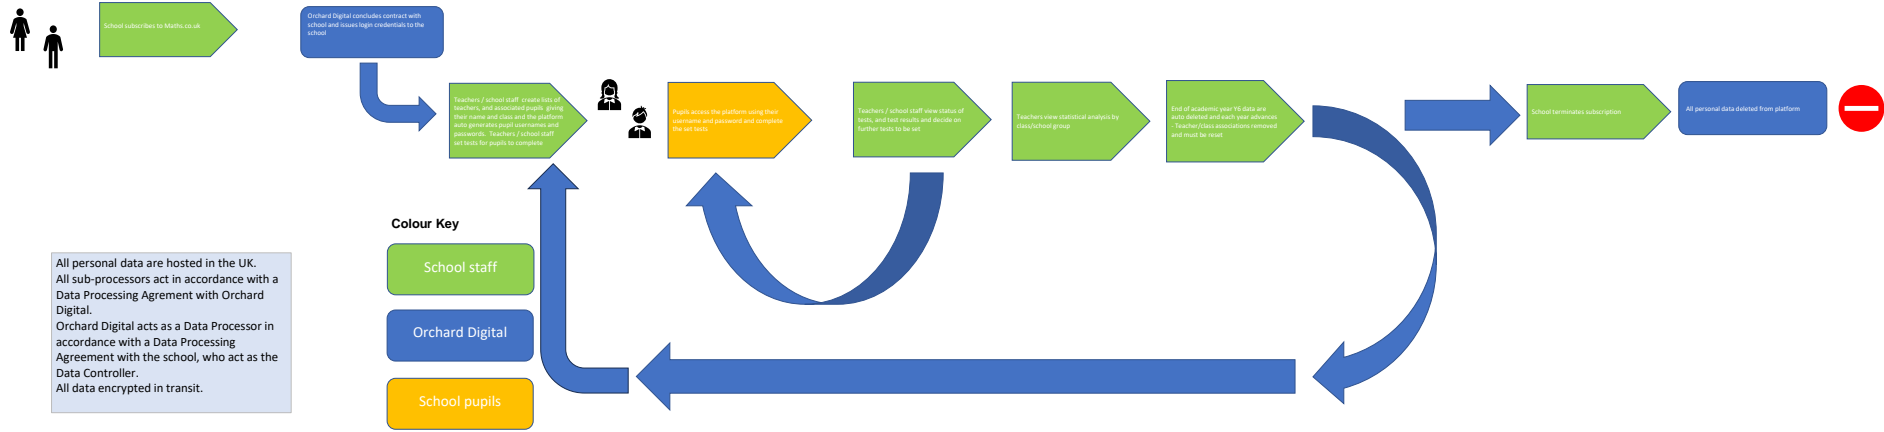 School subscribes to Maths.co.uk
Orchard Digital concludes contract with
school and issues login credentials to the
school
Teachers / school staff  create lists of
teachers, and associated pupils  giving
their name and class and the platform
auto generates pupil usernames and
passwords.  Teachers / school staff
set tests for pupils to complete
Pupils access the platform using their
username and password and complete
the set tests
Teachers / school staff view status of
tests, and test results and decide on
further tests to be set
Teachers view statistical analysis by
class/school group
End of academic year Y6 data are
auto deleted and each year advances
- Teacher/class associations removed
and must be reset
School terminates subscription
All personal data deleted from platform
Colour Key
School staff
Orchard Digital
School pupils
All personal data are hosted in the UK.
All sub-processors act in accordance with a
Data Processing Agreement with Orchard
Digital.
Orchard Digital acts as a Data Processor in
accordance with a Data Processing
Agreement with the school, who act as the
Data Controller.
All data encrypted in transit.